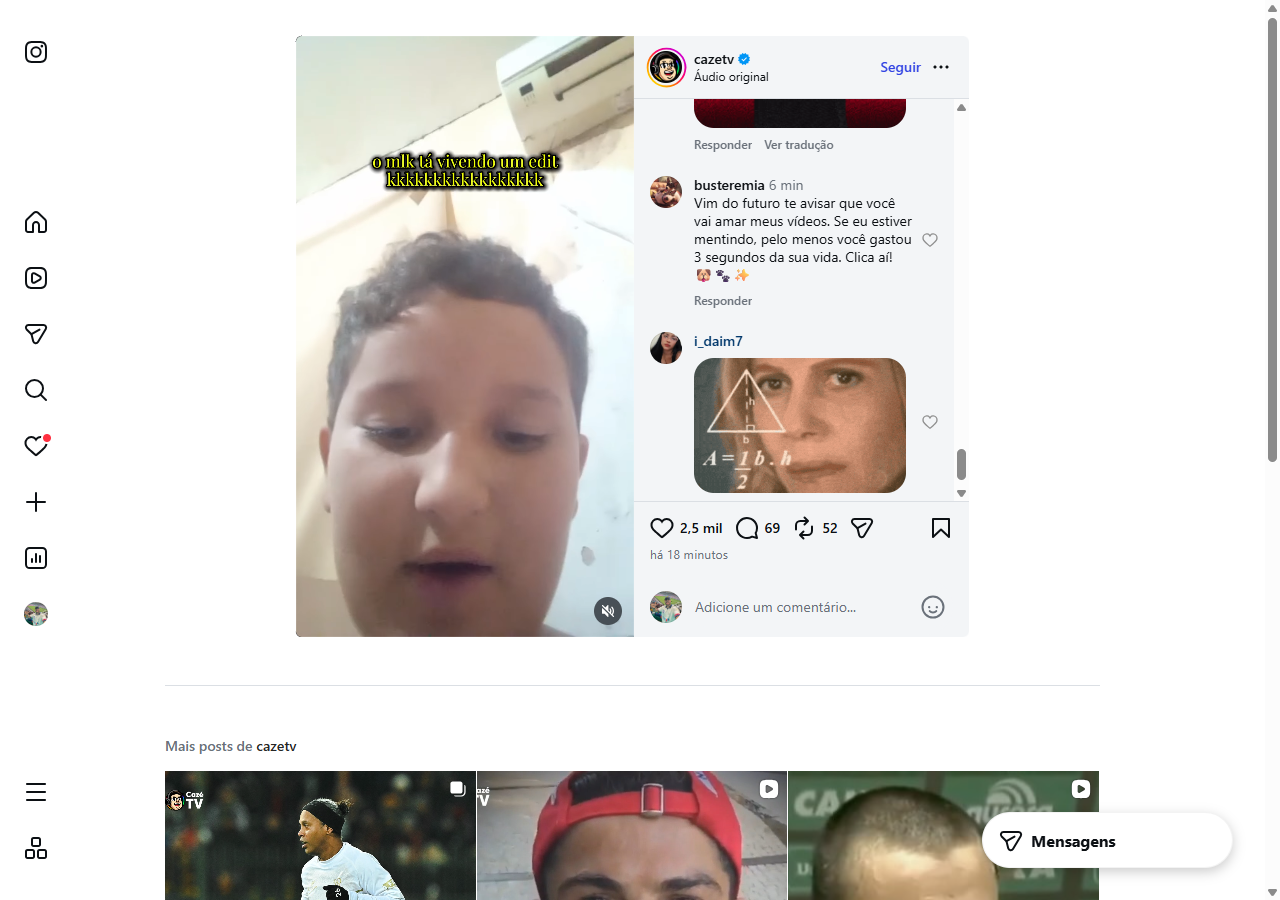 o mlk tá vivendo um edit
kkkkkkkkkkkkkkkkk
cazetv
Áudio original
Seguir
Responder Ver tradução
busteremia 6 min
Vim do futuro te avisar que você
vai amar meus vídeos. Se eu estiver
mentindo, pelo menos você gastou
3 segundos da sua vida. Clica aí!
Responder
i_daim7
h
b
A = 1/2 b . h
2,5 mil 69 52
há 18 minutos
Adicione um comentário...
Mais posts de cazetv
Cazé
TV
Mensagens